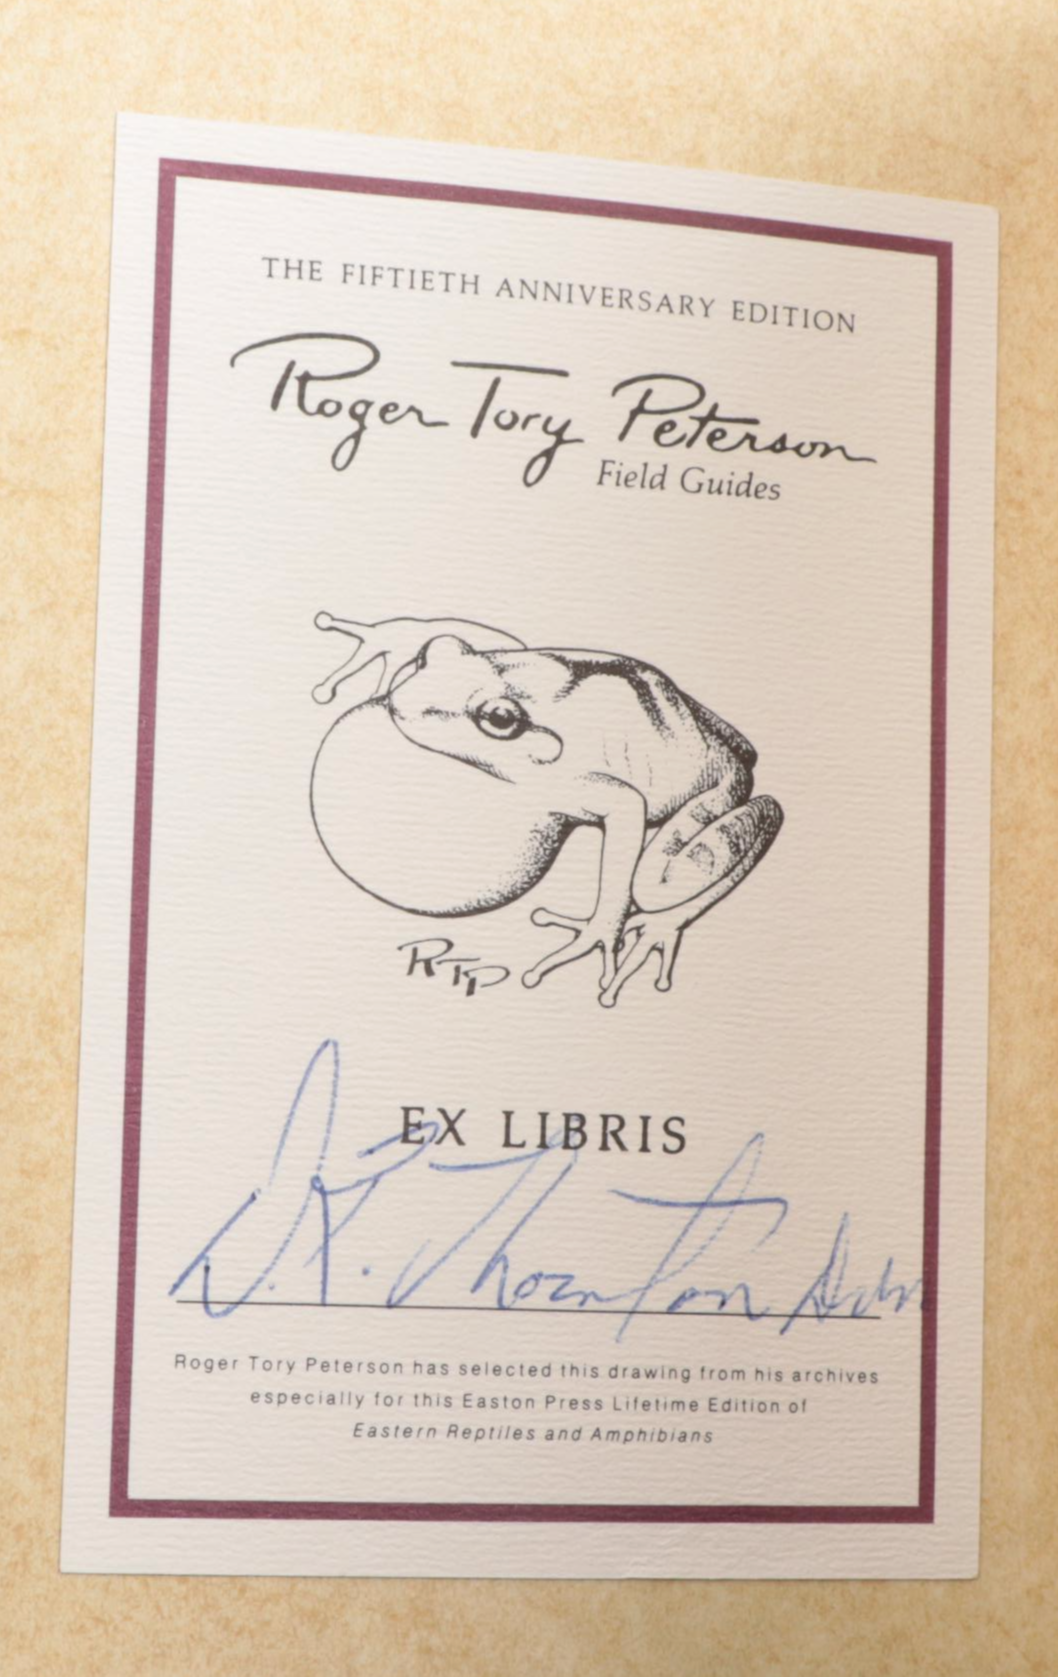 THE FIFTIETH ANNIVERSARY EDITION
Roger Tory Peterson
Field Guides
RTP
EX LIBRIS
Thornton
Roger Tory Peterson has selected this drawing from his archives
especially for this Easton Press Lifetime Edition of
Eastern Reptiles and Amphibians